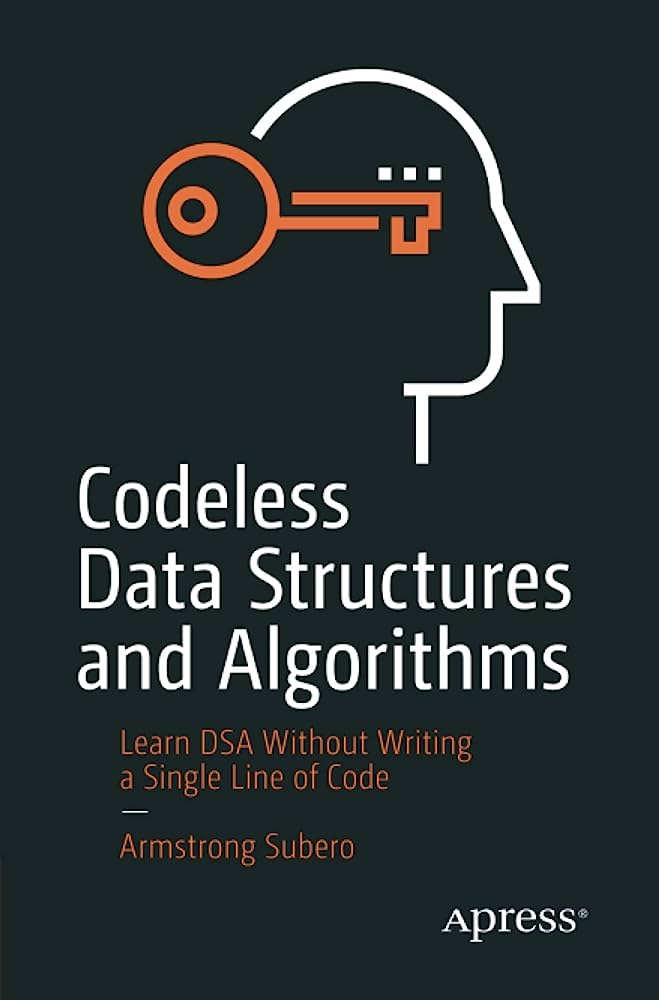 Codeless
Data Structures
and Algorithms
Learn DSA Without Writing
a Single Line of Code
Armstrong Subero
Apress®